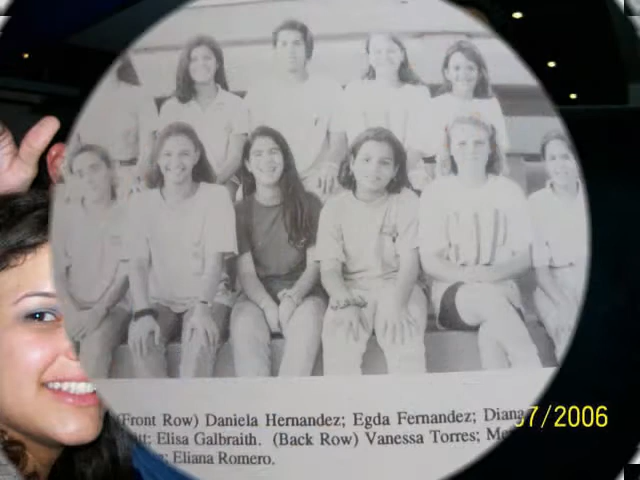 (Front Row) Daniela Hernandez; Egda Fernandez; Diana
Elisa Galbraith. (Back Row) Vanessa Torres;
Eliana Romero.
7/2006